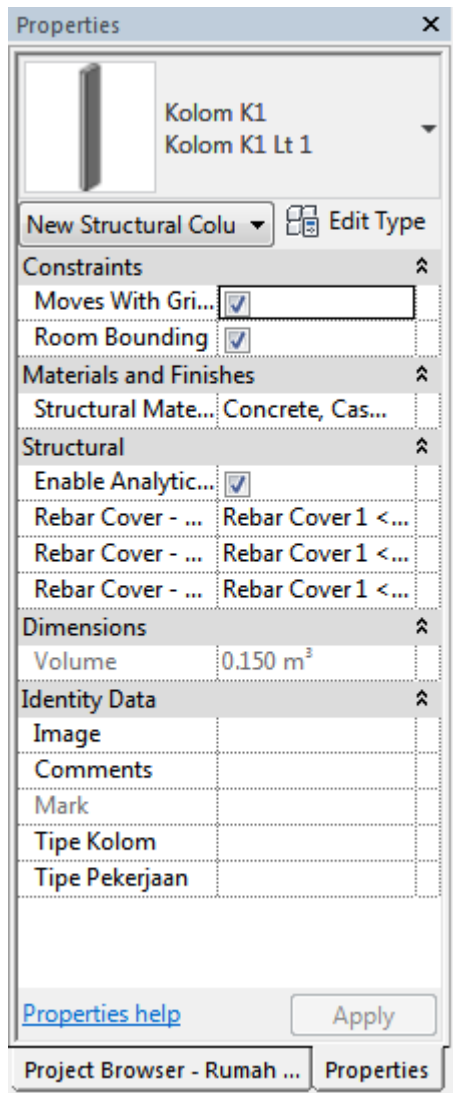 Properties
Kolom K1
Kolom K1 Lt 1
New Structural Colu
Edit Type
Constraints
Moves With Gri...
Room Bounding
Materials and Finishes
Structural Mate... Concrete, Cas...
Structural
Enable Analytic...
Rebar Cover - ... Rebar Cover 1 <...
Rebar Cover - ... Rebar Cover 1 <...
Rebar Cover - ... Rebar Cover 1 <...
Dimensions
Volume 0.150 m³
Identity Data
Image
Comments
Mark
Tipe Kolom
Tipe Pekerjaan
Properties help
Apply
Project Browser - Rumah ... Properties